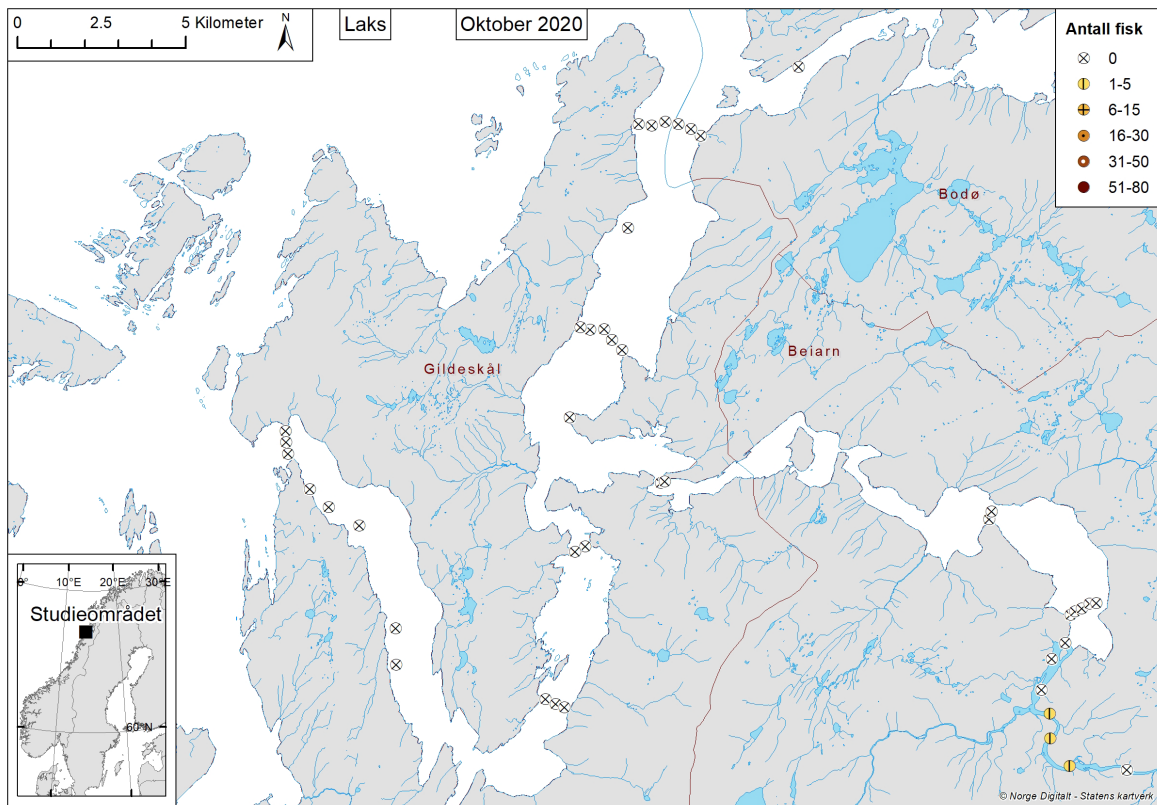 0 2.5 5 Kilometer
N
Laks
Oktober 2020
Antall fisk
0
1-5
6-15
16-30
31-50
51-80
Bodø
Beiarn
Gildeskål
0° 10°E 20°E 30°E
Studieområdet
60°N
© Norge Digitalt - Statens kartverk